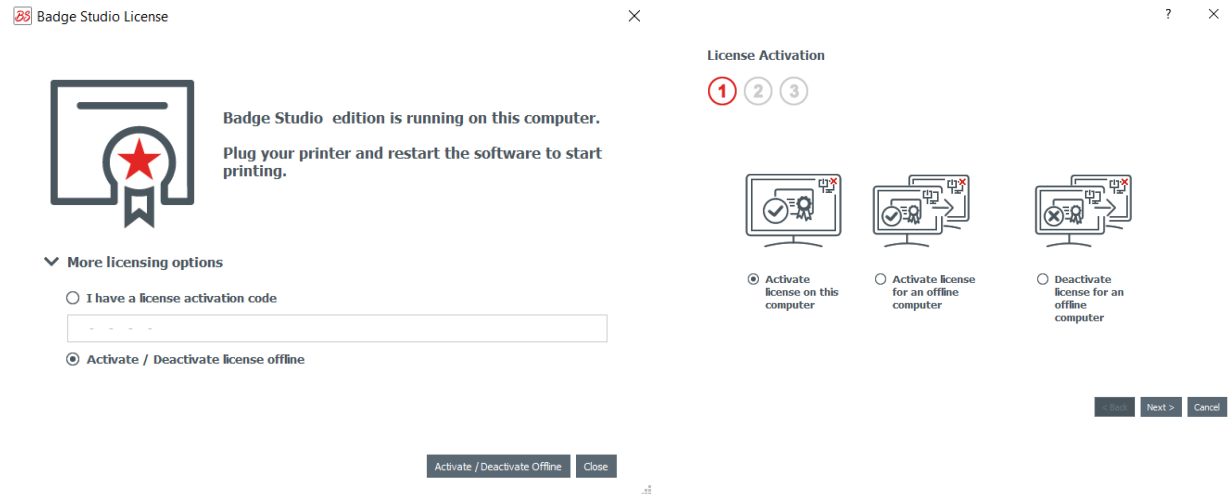 BS Badge Studio License
Badge Studio edition is running on this computer.
Plug your printer and restart the software to start
printing.
More licensing options
I have a license activation code
- - - -
Activate / Deactivate license offline
Activate / Deactivate Offline
Close
?
License Activation
1 2 3
Activate
license on this
computer
Activate license
for an offline
computer
Deactivate
license for an
offline
computer
< Back
Next >
Cancel